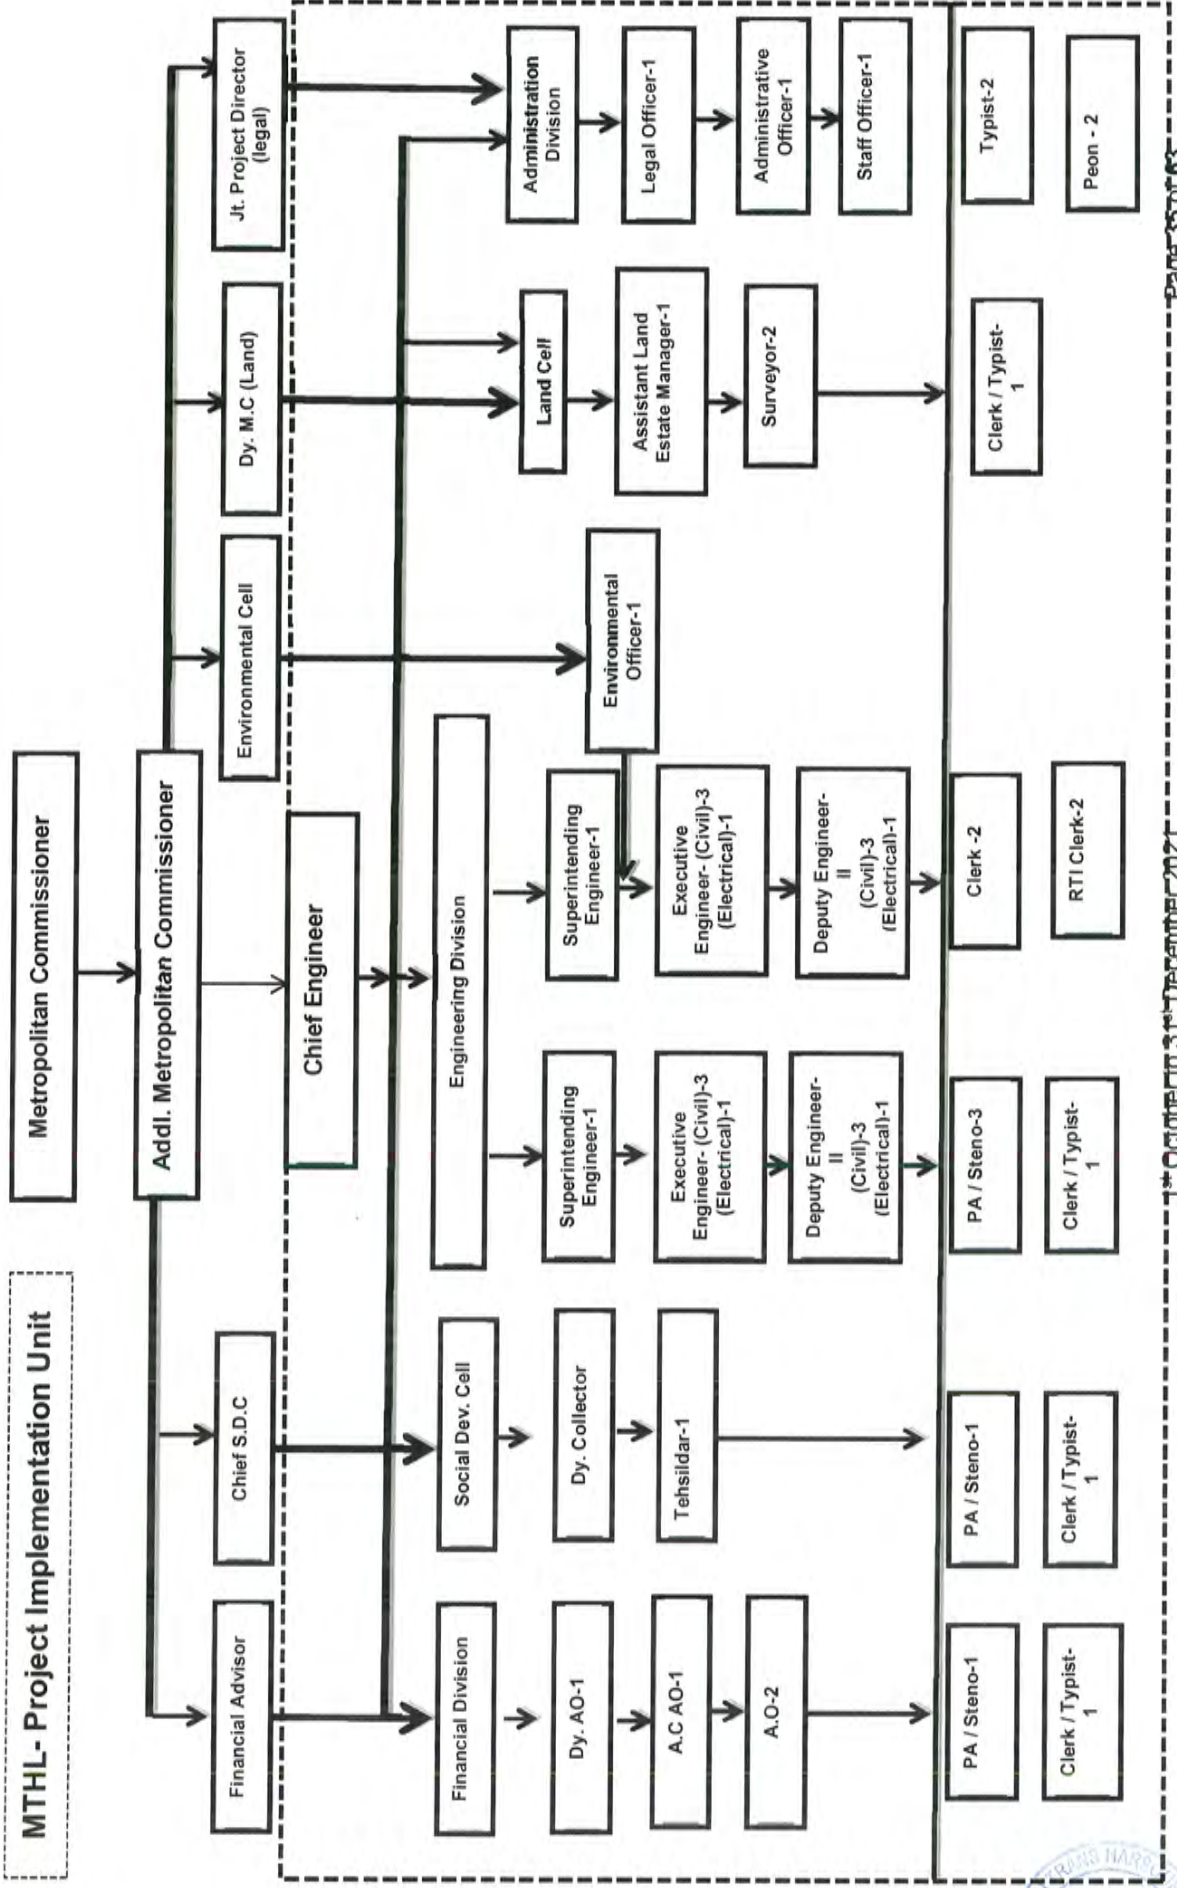 MTHL- Project Implementation Unit
Metropolitan Commissioner
Addl. Metropolitan Commissioner
Financial Advisor
Chief S.D.C
Environmental Cell
Dy. M.C (Land)
Jt. Project Director
(legal)
Chief Engineer
Financial Division
Social Dev. Cell
Engineering Division
Land Cell
Administration
Division
Dy. AO-1
A.C AO-1
A.O-2
Dy. Collector
Tehsildar-1
Superintending
Engineer-1
Executive
Engineer- (Civil)-3
(Electrical)-1
Deputy Engineer-
II
(Civil)-3
(Electrical)-1
Superintending
Engineer-1
Executive
Engineer- (Civil)-3
(Electrical)-1
Deputy Engineer-
II
(Civil)-3
(Electrical)-1
Environmental
Officer-1
Assistant Land
Estate Manager-1
Surveyor-2
Legal Officer-1
Administrative
Officer-1
Staff Officer-1
PA / Steno-1
Clerk / Typist-
1
PA / Steno-1
Clerk / Typist-
1
PA / Steno-3
Clerk / Typist-
1
Clerk -2
RTI Clerk-2
Clerk / Typist-
1
Typist-2
Peon - 2
1st October to 31st December 2021